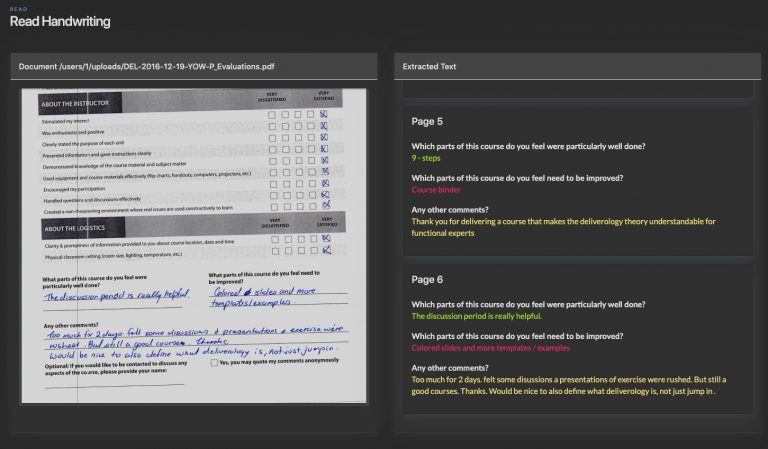 READ
Read Handwriting
Document /users/1/uploads/DEL-2016-12-19-YOW-P_Evaluations.pdf
ABOUT THE INSTRUCTOR
VERY DISSATISFIED
VERY SATISFIED
Stimulated my interest
Was enthusiastic and positive
Clearly stated the purpose of each unit
Presented information and gave instructions clearly
Demonstrated knowledge of the course material and subject matter
Used equipment and course materials effectively (flip charts, handouts, computers, projectors, etc.)
Encouraged my participation
Handled questions and discussions effectively
Created a non-threatening environment where real issues are used constructively to learn
ABOUT THE LOGISTICS
VERY DISSATISFIED
VERY SATISFIED
Clarity & promptness of information provided to you about course location, date and time
Physical classroom setting (room size, lighting, temperature, etc.)
What parts of this course do you feel were
particularly well done?
The discussion period is really helpful.
What parts of this course do you feel need to
be improved?
Colored slides and more
templates/examples.
Any other comments?
Too much for 2 days. felt some discussions & presentations & exercise were
rushed. But still a good course. Thanks.
Would be nice to also define what deliverology is, not just jump in.
Optional: If you would like to be contacted to discuss any
aspects of the course, please provide your name:
Yes, you may quote my comments anonymously
Extracted Text
Page 5
Which parts of this course do you feel were particularly well done?
9 - steps
Which parts of this course do you feel need to be improved?
Course binder
Any other comments?
Thank you for delivering a course that makes the deliverology theory understandable for
functional experts
Page 6
Which parts of this course do you feel were particularly well done?
The discussion period is really helpful.
Which parts of this course do you feel need to be improved?
Colored slides and more templates / examples
Any other comments?
Too much for 2 days. felt some disussions a presentations of exercise were rushed. But still a
good courses. Thanks. Would be nice to also define what deliverology is, not just jump in .